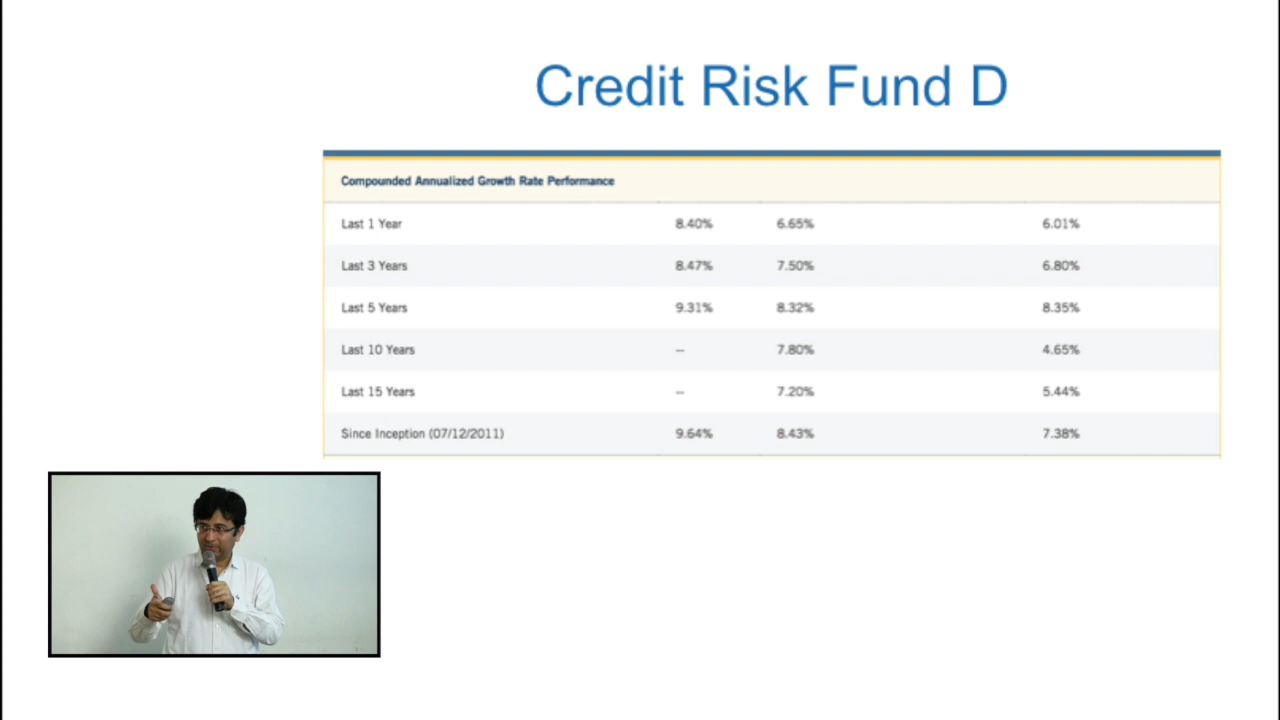 Credit Risk Fund D
Compounded Annualized Growth Rate Performance
Last 1 Year 8.40% 6.65% 6.01%
Last 3 Years 8.47% 7.50% 6.80%
Last 5 Years 9.31% 8.32% 8.35%
Last 10 Years -- 7.80% 4.65%
Last 15 Years -- 7.20% 5.44%
Since Inception (07/12/2011) 9.64% 8.43% 7.38%